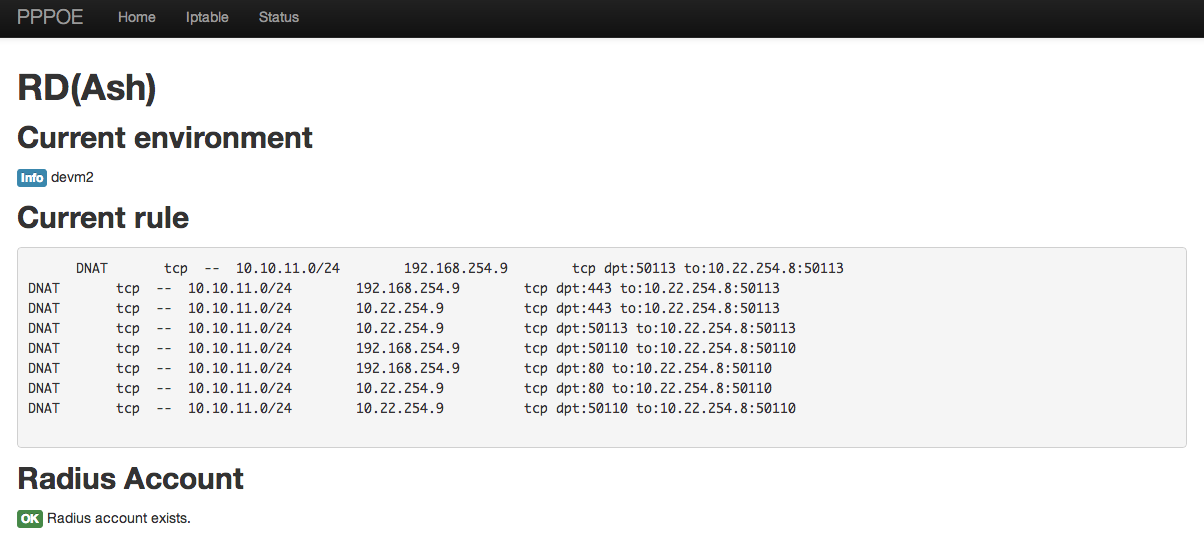 PPPOE Home Iptable Status
RD(Ash)
Current environment
Info devm2
Current rule
DNAT tcp -- 10.10.11.0/24 192.168.254.9 tcp dpt:50113 to:10.22.254.8:50113
DNAT tcp -- 10.10.11.0/24 192.168.254.9 tcp dpt:443 to:10.22.254.8:50113
DNAT tcp -- 10.10.11.0/24 10.22.254.9 tcp dpt:443 to:10.22.254.8:50113
DNAT tcp -- 10.10.11.0/24 10.22.254.9 tcp dpt:50113 to:10.22.254.8:50113
DNAT tcp -- 10.10.11.0/24 192.168.254.9 tcp dpt:50110 to:10.22.254.8:50110
DNAT tcp -- 10.10.11.0/24 192.168.254.9 tcp dpt:80 to:10.22.254.8:50110
DNAT tcp -- 10.10.11.0/24 10.22.254.9 tcp dpt:80 to:10.22.254.8:50110
DNAT tcp -- 10.10.11.0/24 10.22.254.9 tcp dpt:50110 to:10.22.254.8:50110
Radius Account
OK Radius account exists.